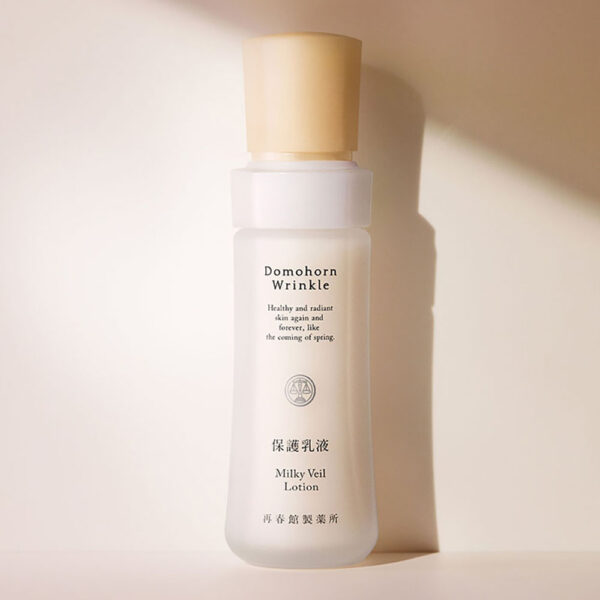 Domohorn
Wrinkle
Healthy and radiant
skin again and
forever, like
the coming of spring.
保護乳液
Milky Veil
Lotion
再春館製薬所